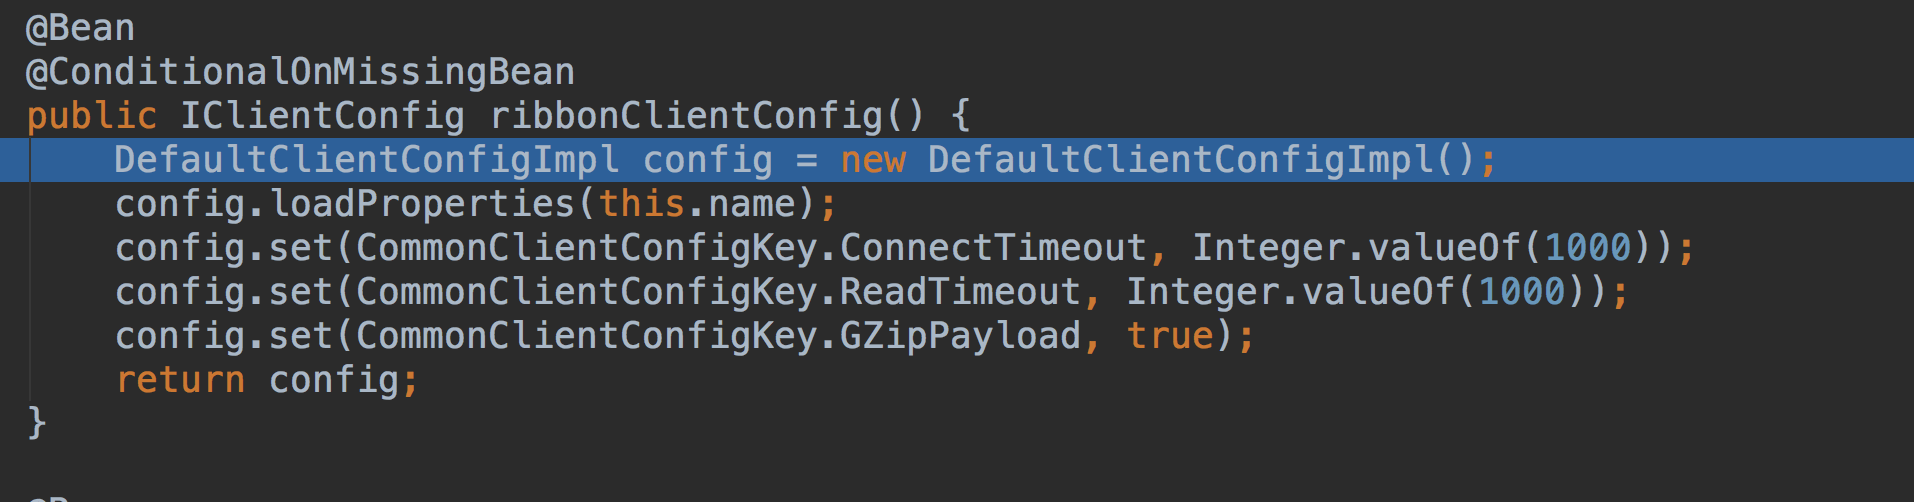 @Bean
@ConditionalOnMissingBean
public IClientConfig ribbonClientConfig() {
    DefaultClientConfigImpl config = new DefaultClientConfigImpl();
    config.loadProperties(this.name);
    config.set(CommonClientConfigKey.ConnectTimeout, Integer.valueOf(1000));
    config.set(CommonClientConfigKey.ReadTimeout, Integer.valueOf(1000));
    config.set(CommonClientConfigKey.GZipPayload, true);
    return config;
}